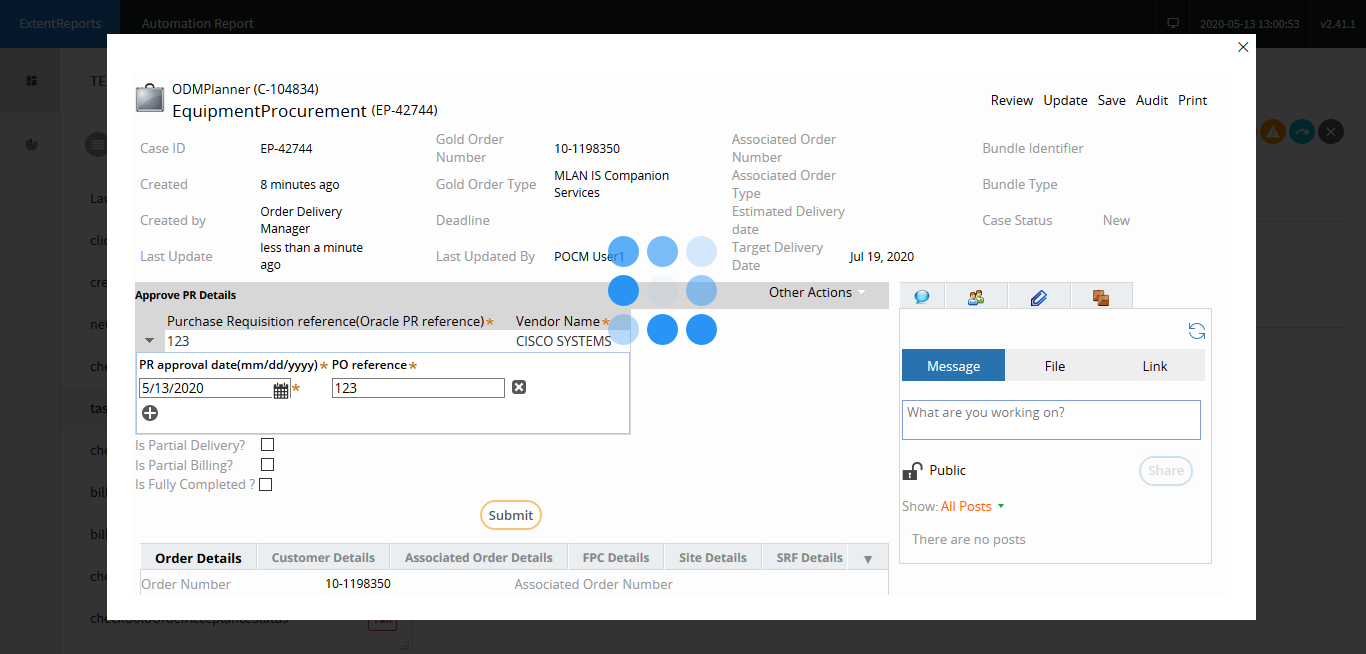 ExtentReports Automation Report 2020-05-13 13:00:53 v2.41.1
ODMPlanner (C-104834)
EquipmentProcurement (EP-42744)
Review Update Save Audit Print
Case ID EP-42744 Gold Order Number 10-1198350 Associated Order Number Bundle Identifier
Created 8 minutes ago Gold Order Type MLAN IS Companion Services Associated Order Type Bundle Type
Created by Order Delivery Manager Deadline Estimated Delivery date Case Status New
Last Update less than a minute ago Last Updated By POCM User1 Target Delivery Date Jul 19, 2020
Approve PR Details Other Actions
Purchase Requisition reference(Oracle PR reference)* Vendor Name*
123 CISCO SYSTEMS
PR approval date(mm/dd/yyyy)* PO reference*
5/13/2020 * 123
Is Partial Delivery?
Is Partial Billing?
Is Fully Completed ?
Submit
Message File Link
What are you working on?
Public Share
Show: All Posts
There are no posts
Order Details Customer Details Associated Order Details FPC Details Site Details SRF Details
Order Number 10-1198350 Associated Order Number